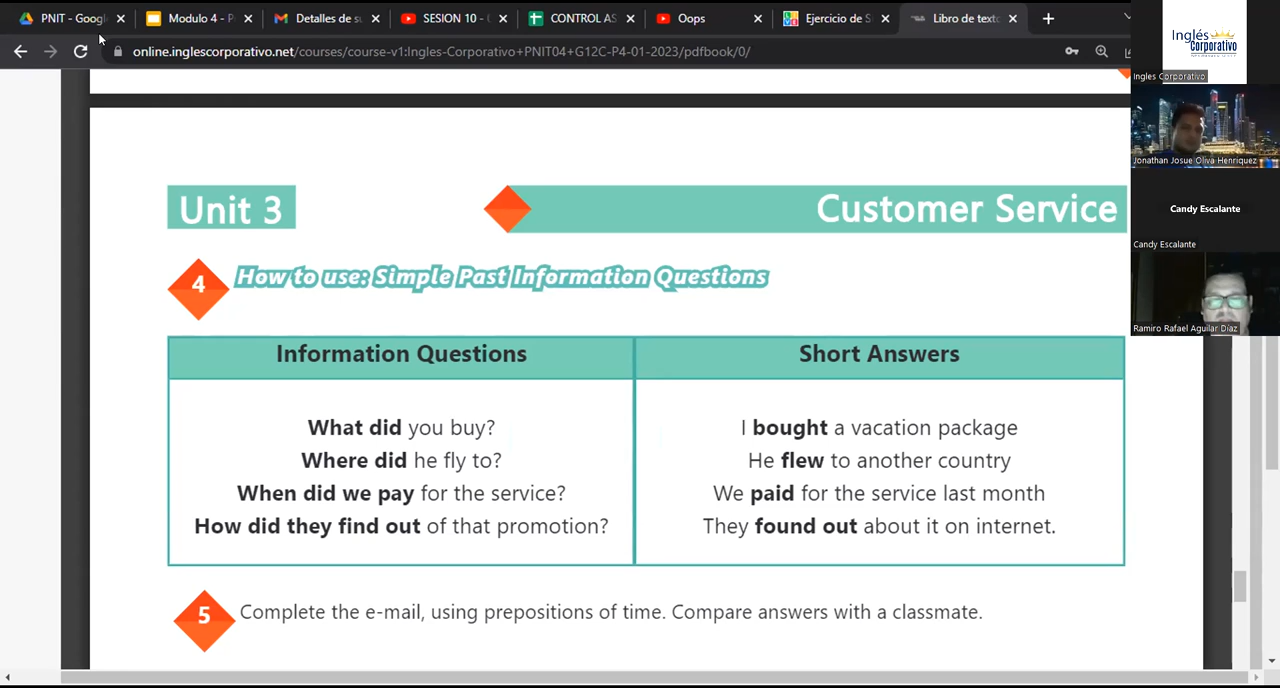 PNIT - Googl
Modulo 4 - P
Detalles de su
SESION 10 -
CONTROL AS
Oops
Ejercicio de S
Libro de texto
online.inglescorporativo.net/courses/course-v1:Ingles-Corporativo+PNIT04+G12C-P4-01-2023/pdfbook/0/
Inglés
Corporativo
Ingles Corporativo
Jonathan Josue Oliva Henriquez
Candy Escalante
Candy Escalante
Ramiro Rafael Aguilar Díaz
Unit 3
Customer Service
4 How to use: Simple Past Information Questions
Information Questions
Short Answers
What did you buy?
I bought a vacation package
Where did he fly to?
He flew to another country
When did we pay for the service?
We paid for the service last month
How did they find out of that promotion?
They found out about it on internet.
5 Complete the e-mail, using prepositions of time. Compare answers with a classmate.